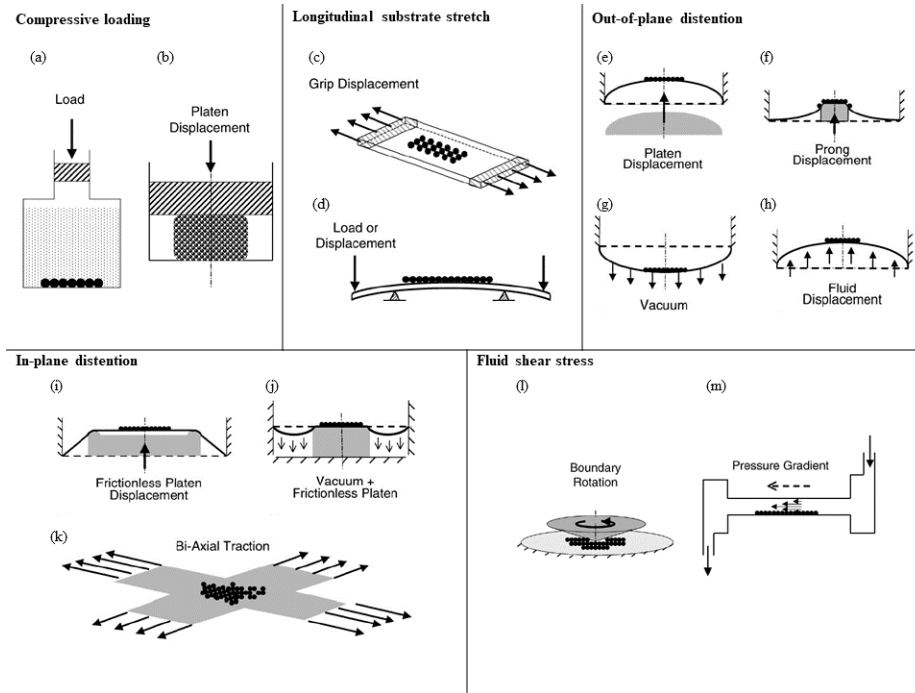 Compressive loading
(a)
Load
(b)
Platen
Displacement
Longitudinal substrate stretch
(c)
Grip Displacement
(d)
Load or
Displacement
Out-of-plane distention
(e)
Platen
Displacement
(f)
Prong
Displacement
(g)
Vacuum
(h)
Fluid
Displacement
In-plane distention
(i)
Frictionless Platen
Displacement
(j)
Vacuum +
Frictionless Platen
(k)
Bi-Axial Traction
Fluid shear stress
(l)
Boundary
Rotation
(m)
Pressure Gradient